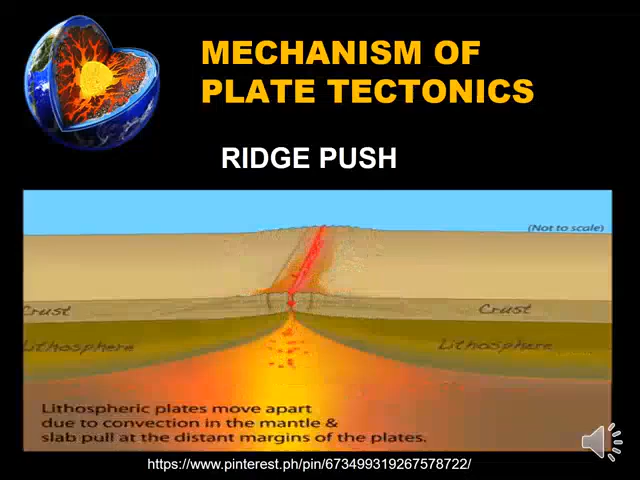 MECHANISM OF
PLATE TECTONICS
RIDGE PUSH
(Not to scale)
Crust
Crust
Lithosphere
Lithosphere
Lithospheric plates move apart
due to convection in the mantle &
slab pull at the distant margins of the plates.
https://www.pinterest.ph/pin/673499319267578722/